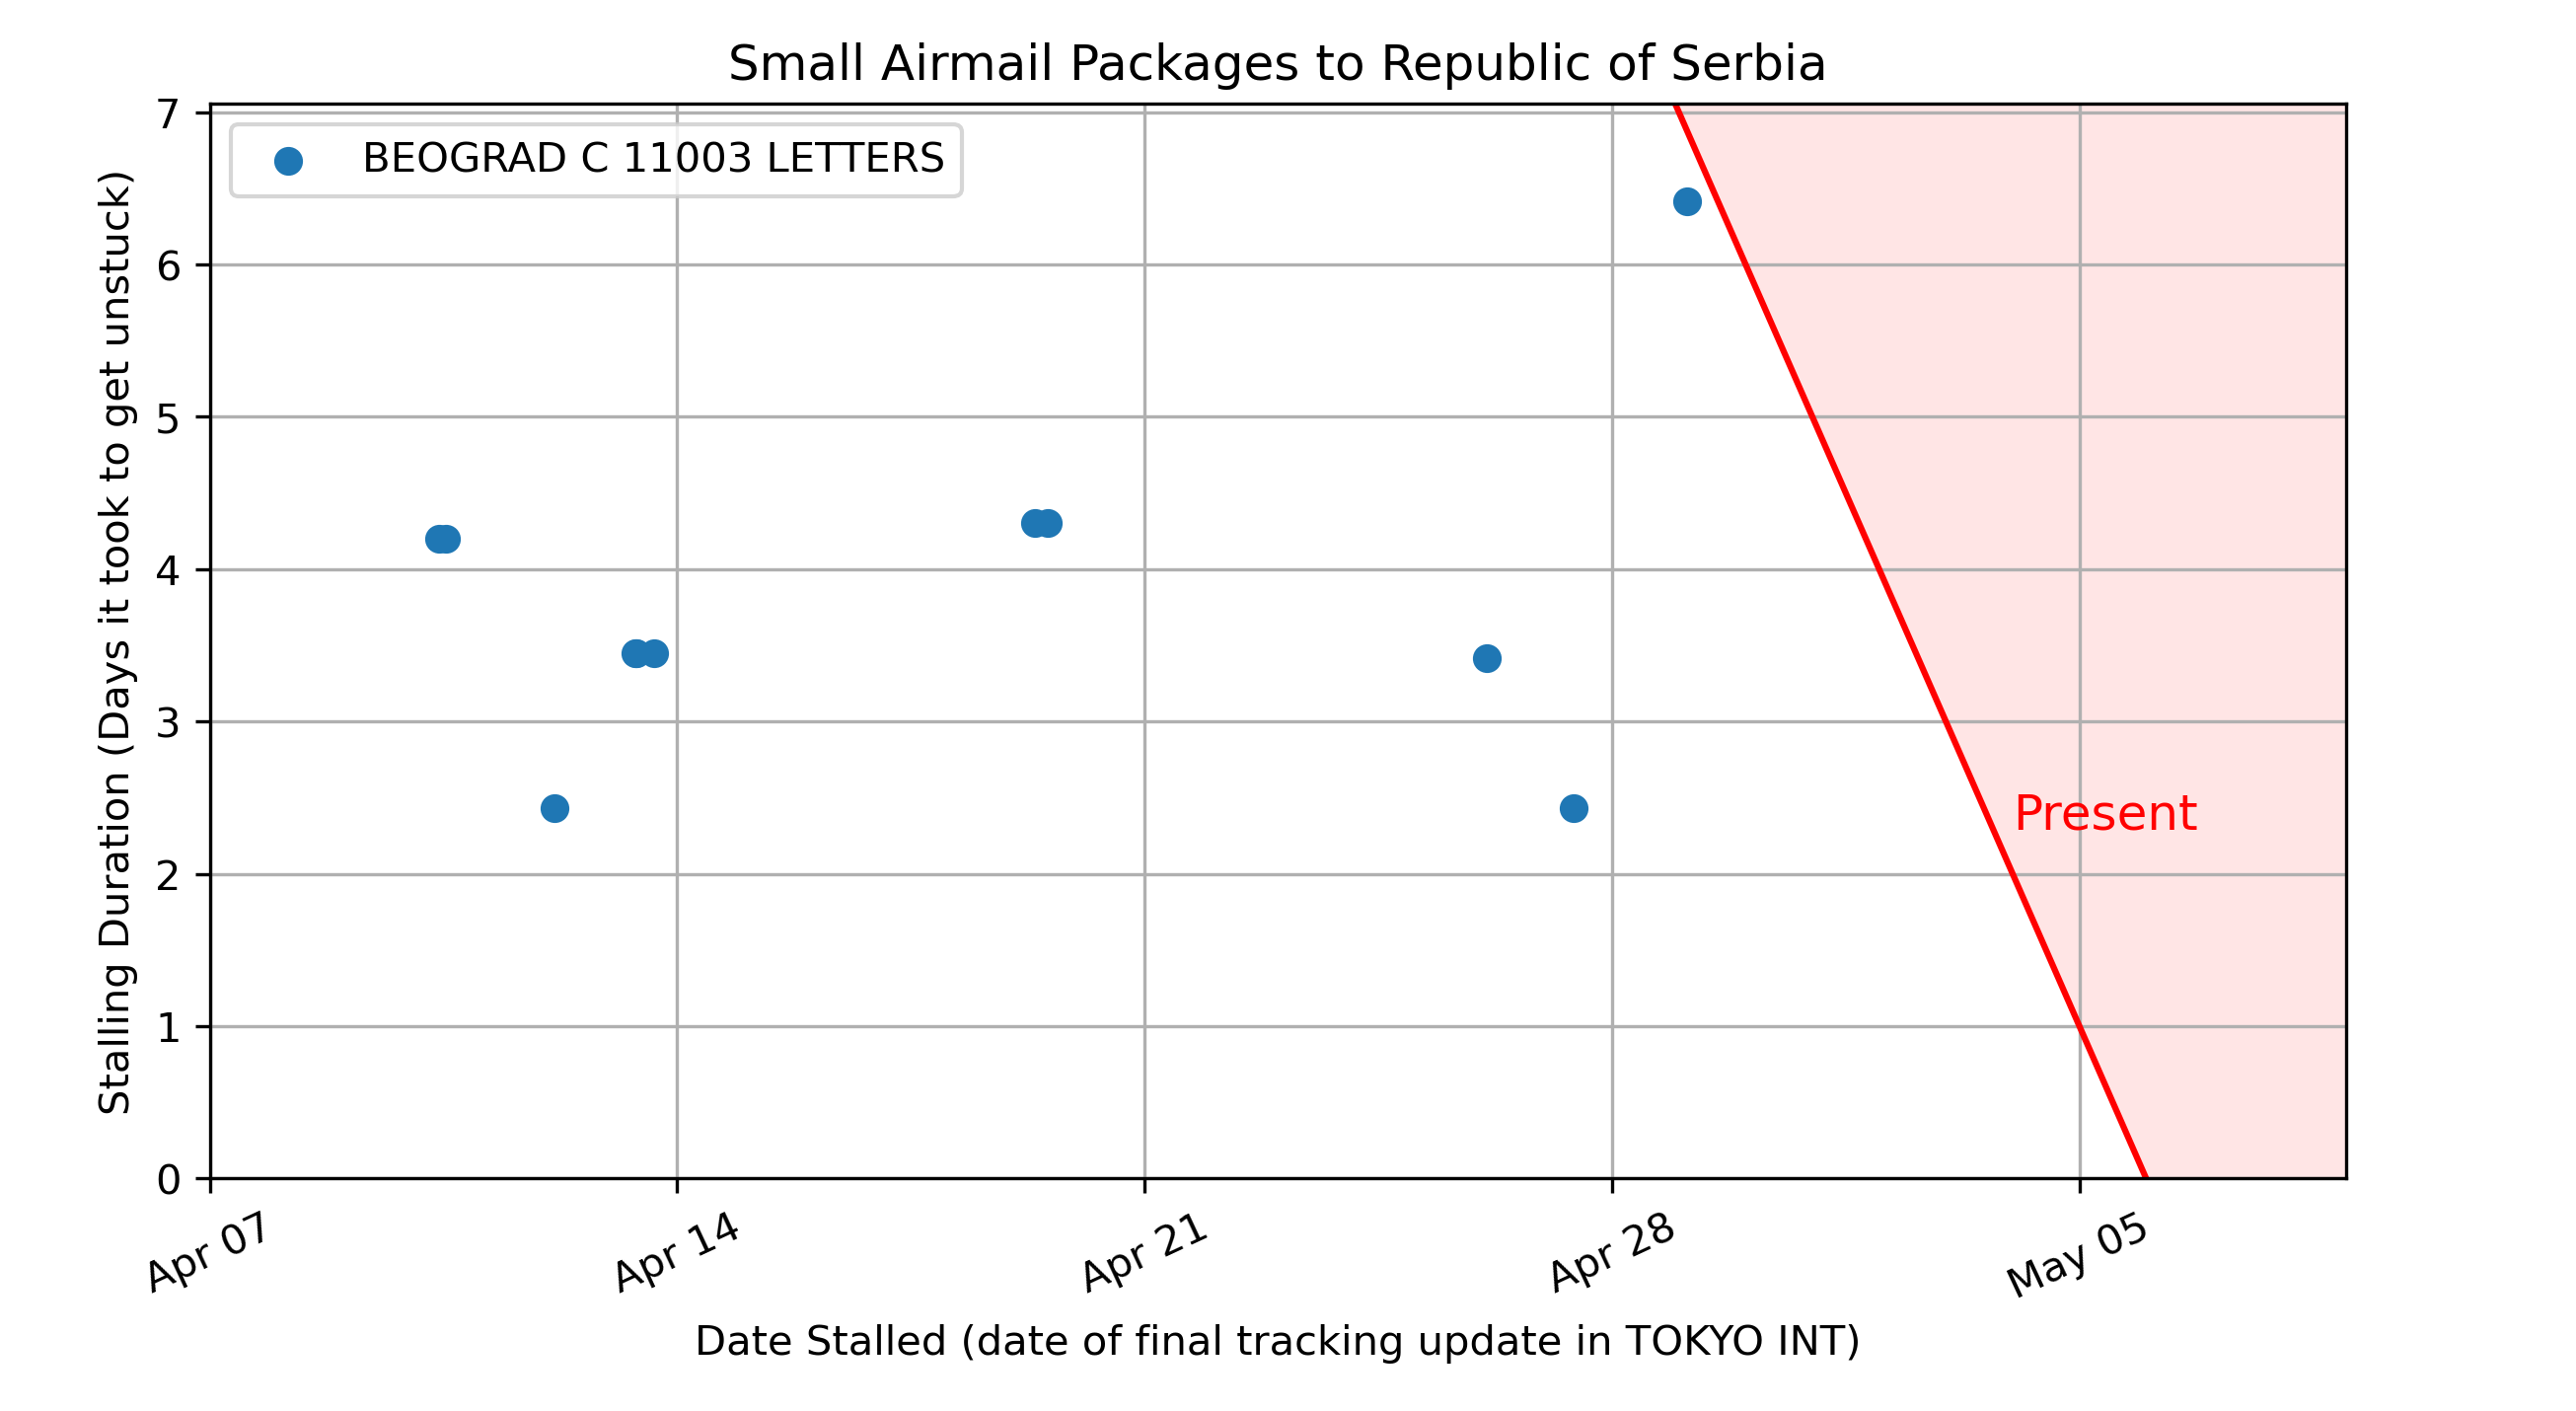 Small Airmail Packages to Republic of Serbia
BEOGRAD C 11003 LETTERS
Stalling Duration (Days it took to get unstuck)
7
6
5
4
3
2
1
0
Present
Apr 07
Apr 14
Apr 21
Apr 28
May 05
Date Stalled (date of final tracking update in TOKYO INT)